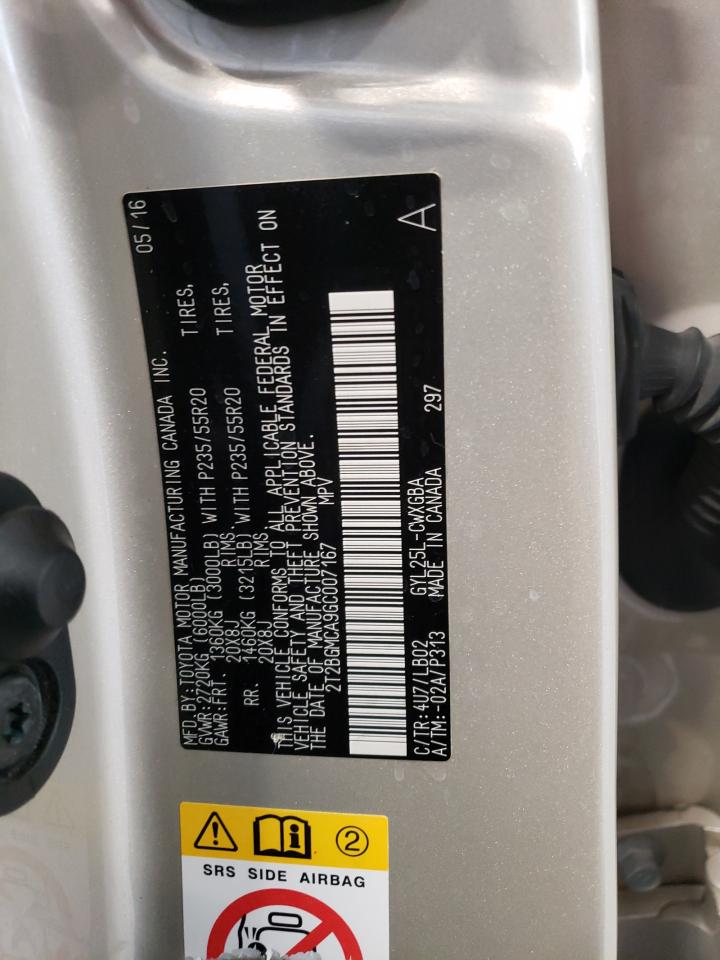 MFD. BY:TOYOTA MOTOR MANUFACTURING CANADA INC. 05/16
GVWR:2720KG (6000LB)
GAWR:FRT 1360KG (3000LB) WITH P235/55R20 TIRES,
20X8J RIMS.
RR. 1460KG (3215LB) WITH P235/55R20 TIRES,
20X8J RIMS.
THIS VEHICLE CONFORMS TO ALL APPLICABLE FEDERAL MOTOR
VEHICLE SAFETY AND THEFT PREVENTION STANDARDS IN EFFECT ON
THE DATE OF MANUFACTURE SHOWN ABOVE.
2T2BGMCA9GC007167 MPV
C/TR:4U7/LB02 GYL25L-CWXGBA
A/TM:-02A/P313 MADE IN CANADA 297 A
2
SRS SIDE AIRBAG